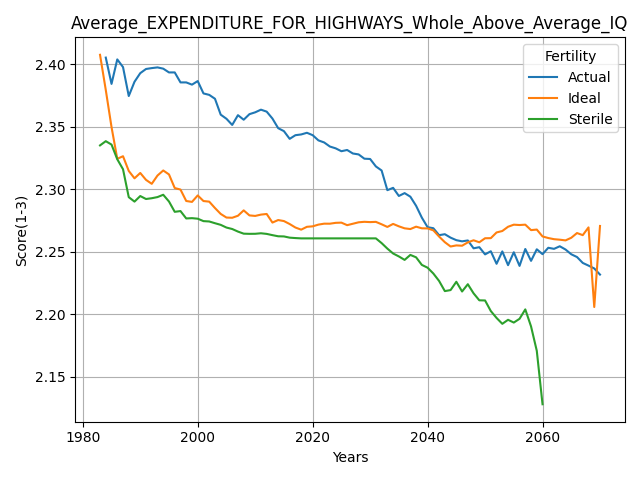 Average_EXPENDITURE_FOR_HIGHWAYS_Whole_Above_Average_IQ
Fertility
Actual
Ideal
Sterile
Score(1-3)
2.40
2.35
2.30
2.25
2.20
2.15
1980 2000 2020 2040 2060
Years